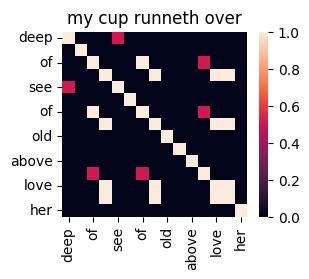 my cup runneth over
deep
of
see
of
old
above
love
her
1.0
0.8
0.6
0.4
0.2
0.0
deep
of
see
of
old
above
love
her